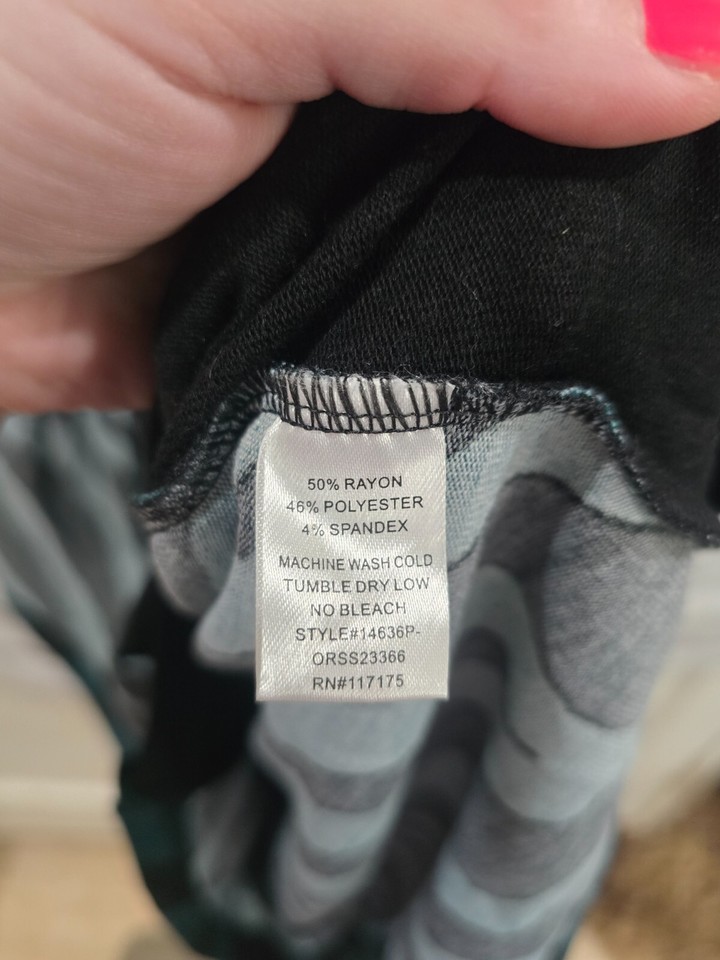 50% RAYON
46% POLYESTER
4% SPANDEX
MACHINE WASH COLD
TUMBLE DRY LOW
NO BLEACH
STYLE#14636P-
ORSS23366
RN#117175